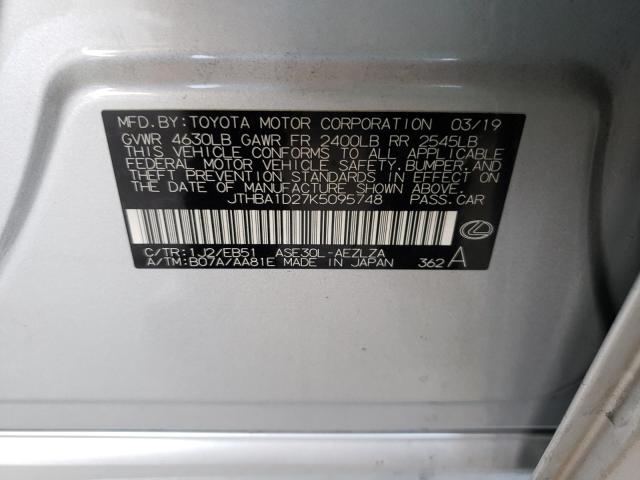 MFD.BY:TOYOTA MOTOR CORPORATION 03/19
GVWR 4630LB GAWR FR 2400LB RR 2545LB
THIS VEHICLE CONFORMS TO ALL APPLICABLE
FEDERAL MOTOR VEHICLE SAFETY,BUMPER,AND
THEFT PREVENTION STANDARDS IN EFFECT ON
THE DATE OF MANUFACTURE SHOWN ABOVE.
JTHBA1D27K5095748 PASS.CAR
C/TR:1J2/EB51 ASE30L-AEZLZA
A/TM:B07A/AA81E MADE IN JAPAN 362 A